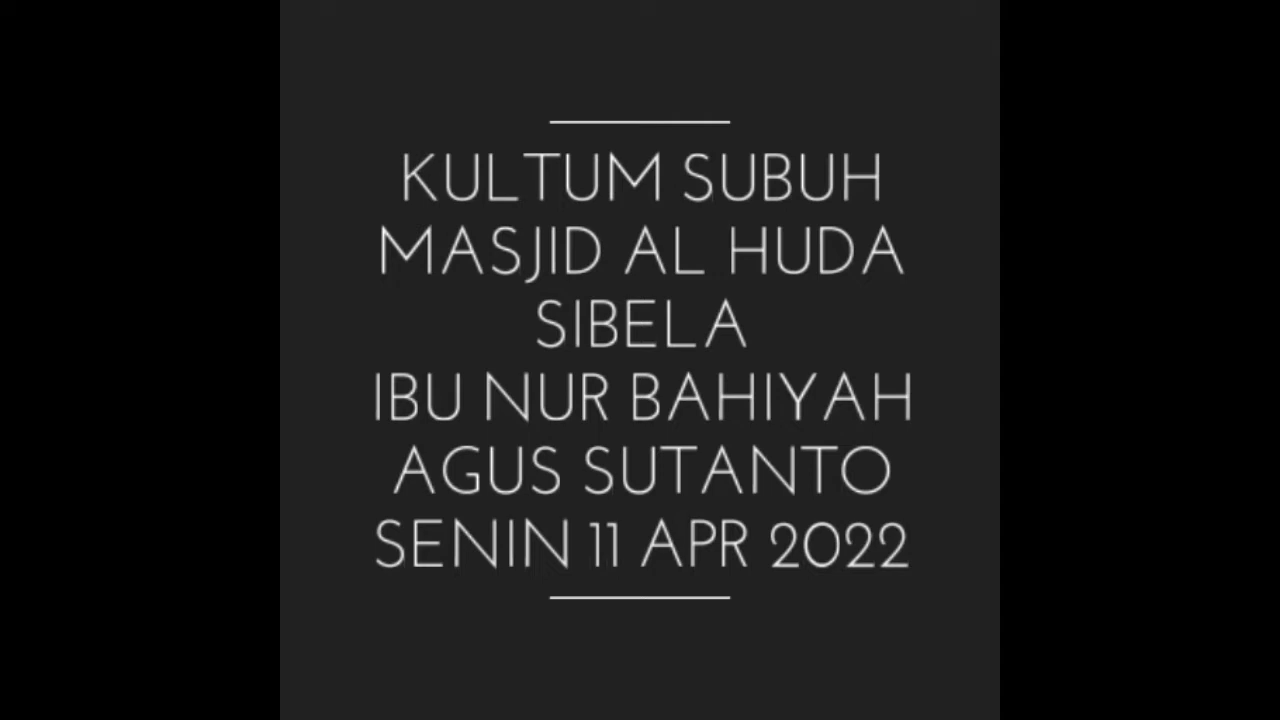 KULTUM SUBUH
MASJID AL HUDA
SIBELA
IBU NUR BAHIYAH
AGUS SUTANTO
SENIN 11 APR 2022